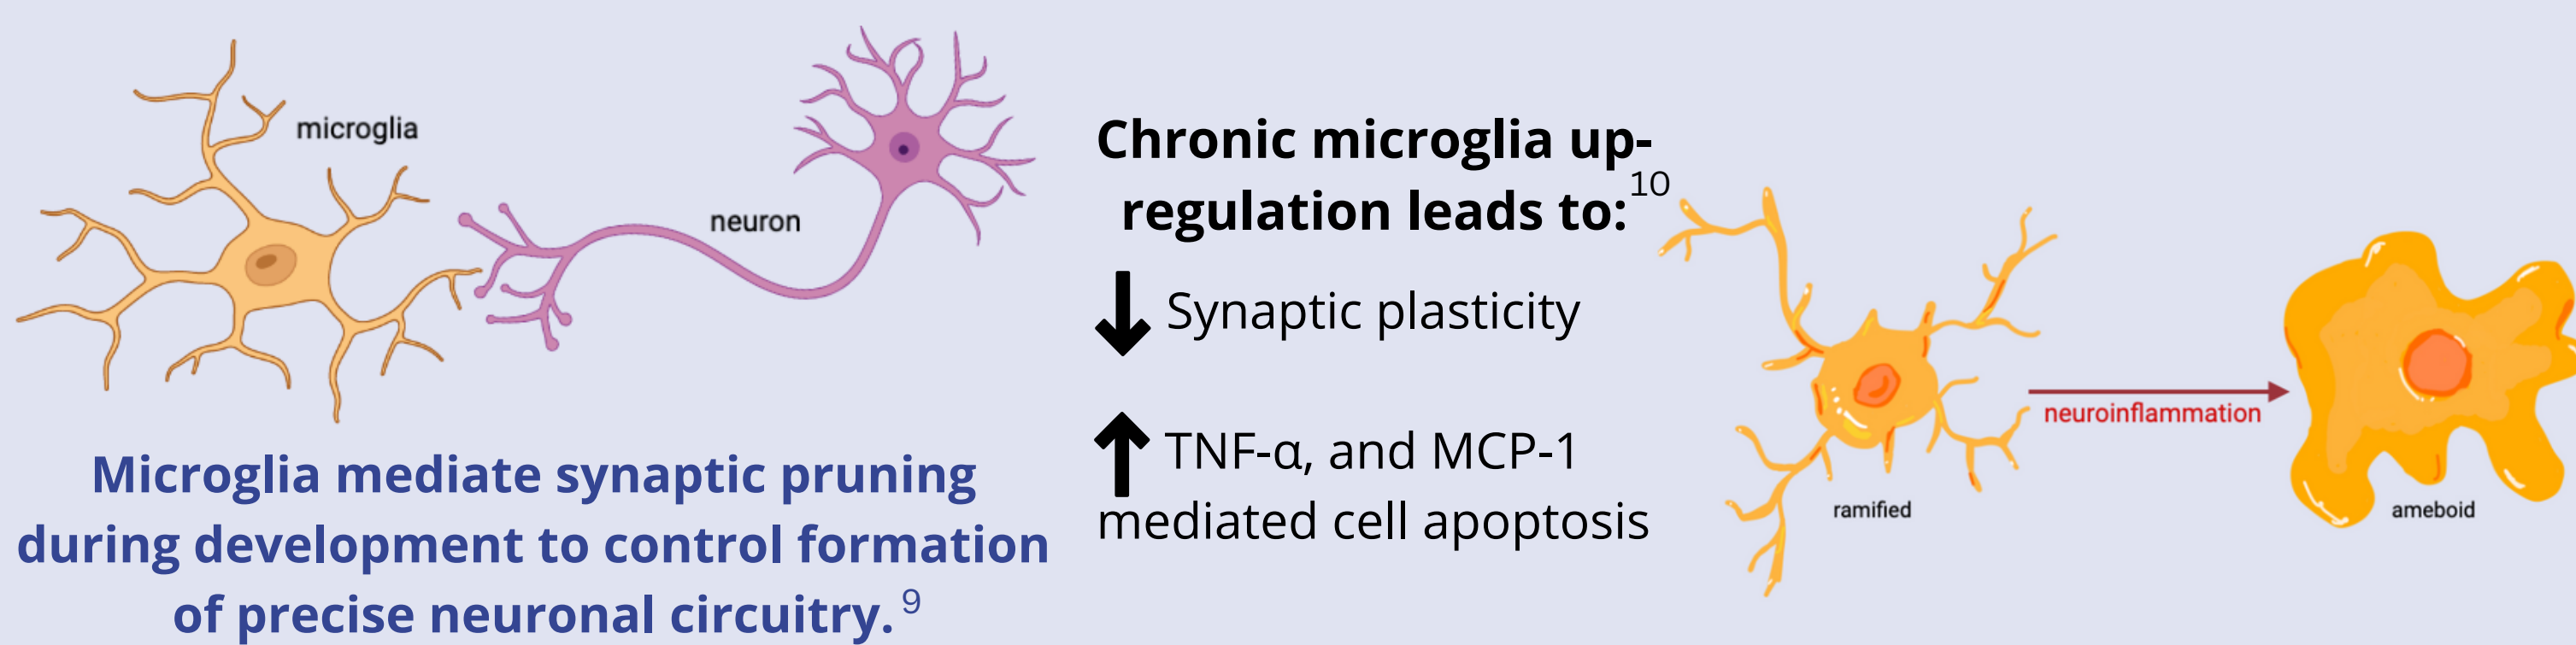 microglia
neuron
Microglia mediate synaptic pruning
during development to control formation
of precise neuronal circuitry. 9
Chronic microglia up-
regulation leads to: 10
↓ Synaptic plasticity
↑ TNF-α, and MCP-1
mediated cell apoptosis
ramified
neuroinflammation
ameboid